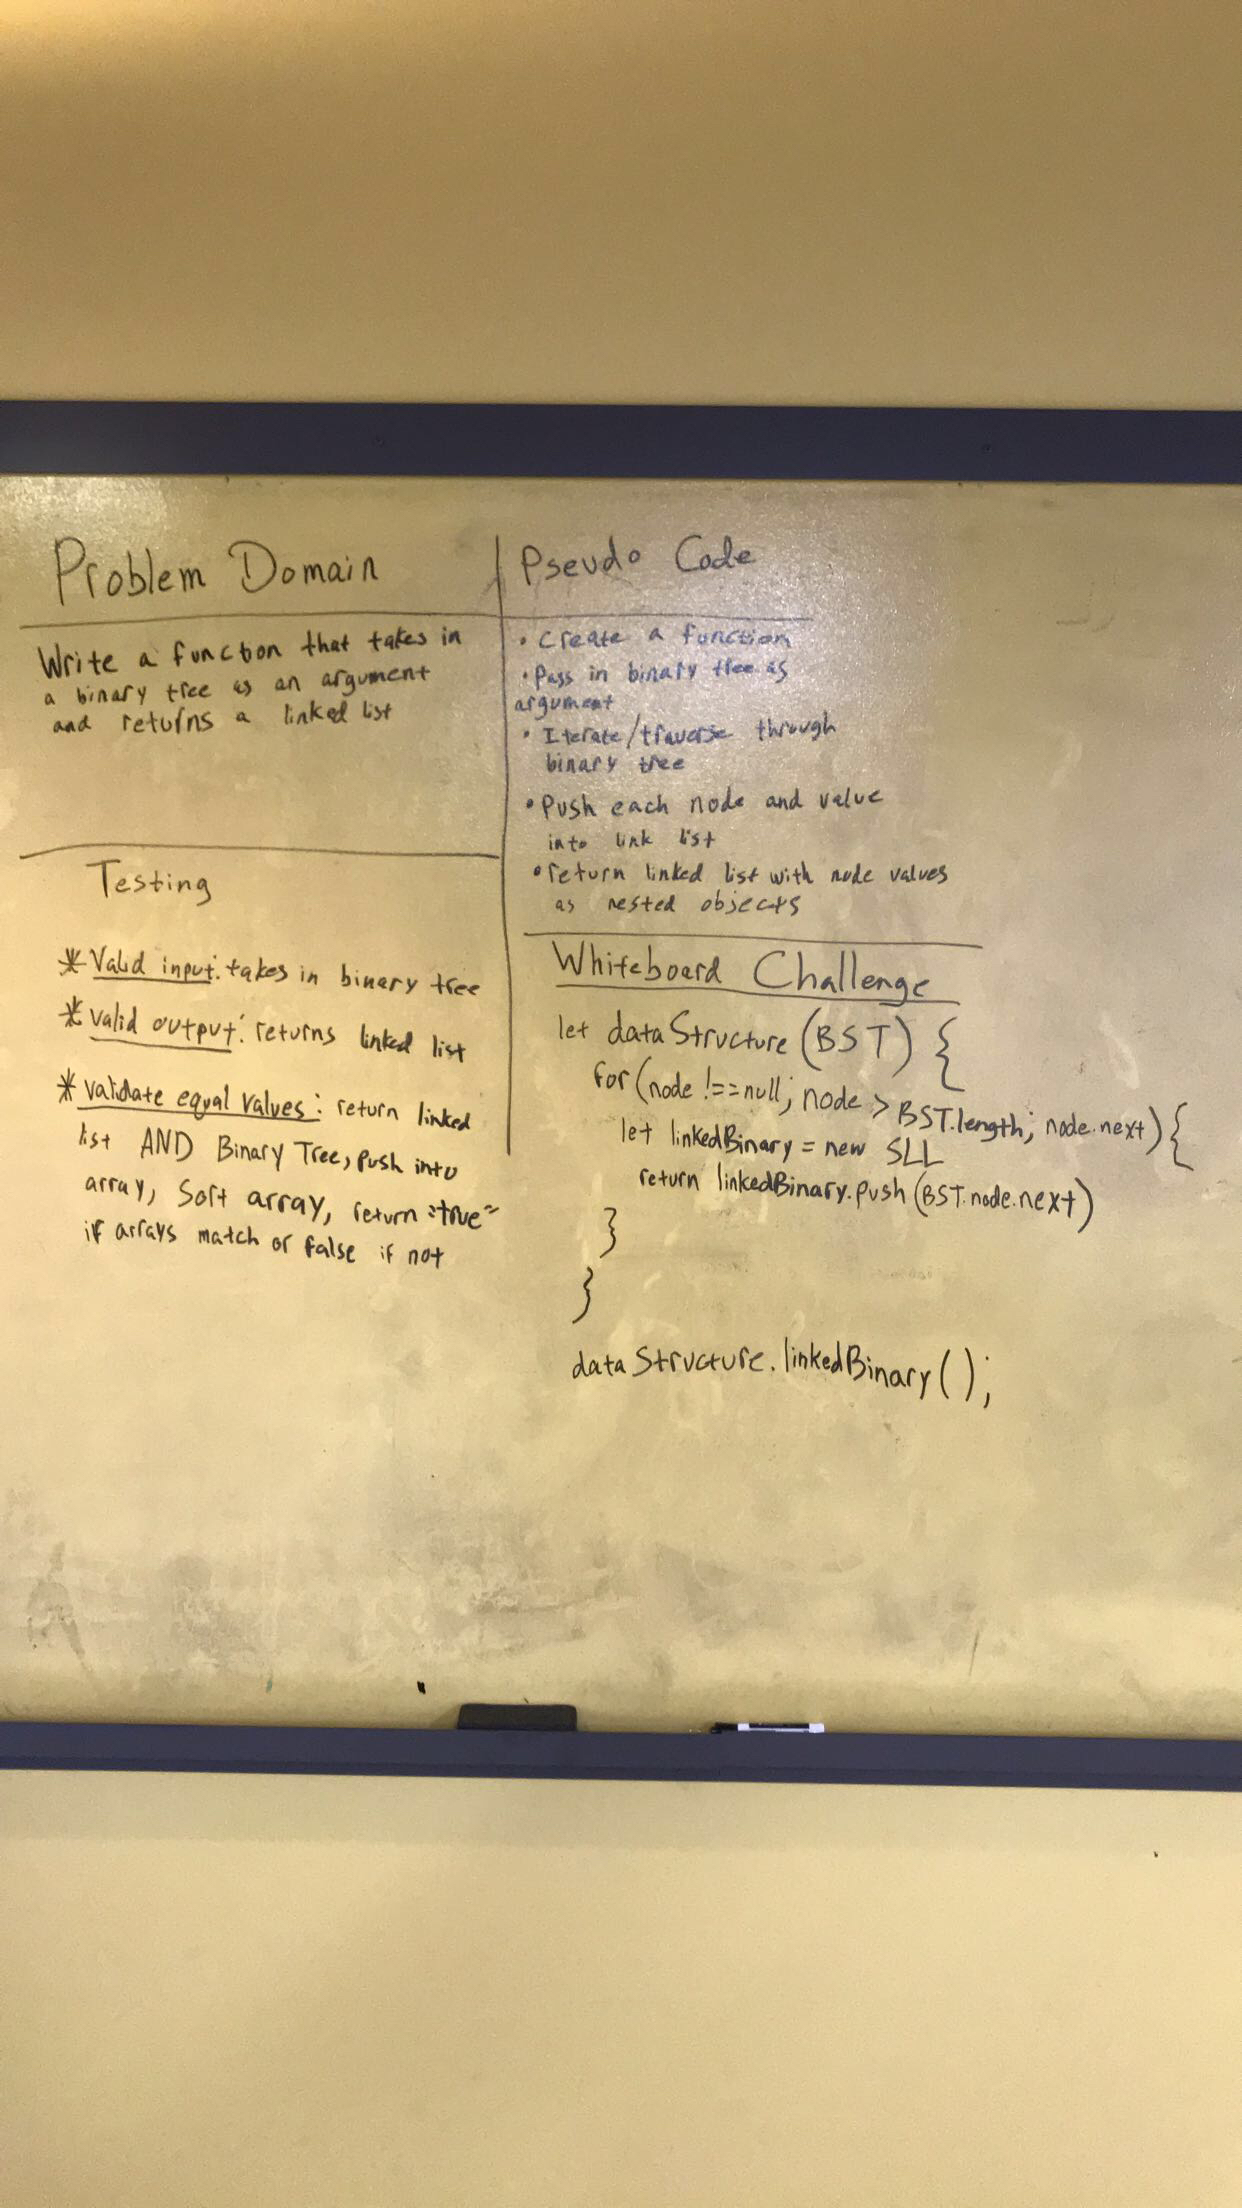 Problem Domain
Write a function that takes in
a binary tree as an argument
and returns a linked list
Testing
* Valid input: takes in binary tree
* Valid output: returns linked list
* validate equal values: return linked
list AND Binary Tree, push into
array, Sort array, return "true"
if arrays match or false if not
Pseudo Code
• Create a function
• Pass in binary tree as
argument
• Iterate/traverse through
binary tree
• Push each node and value
into link list
• return linked list with node values
as nested objects
Whiteboard Challenge
let dataStructure (BST) {
for (node !== null; node > BST.length; node.next) {
let linkedBinary = new SLL
return linkedBinary.push (BST.node.next)
}
}
dataStructure.linkedBinary();